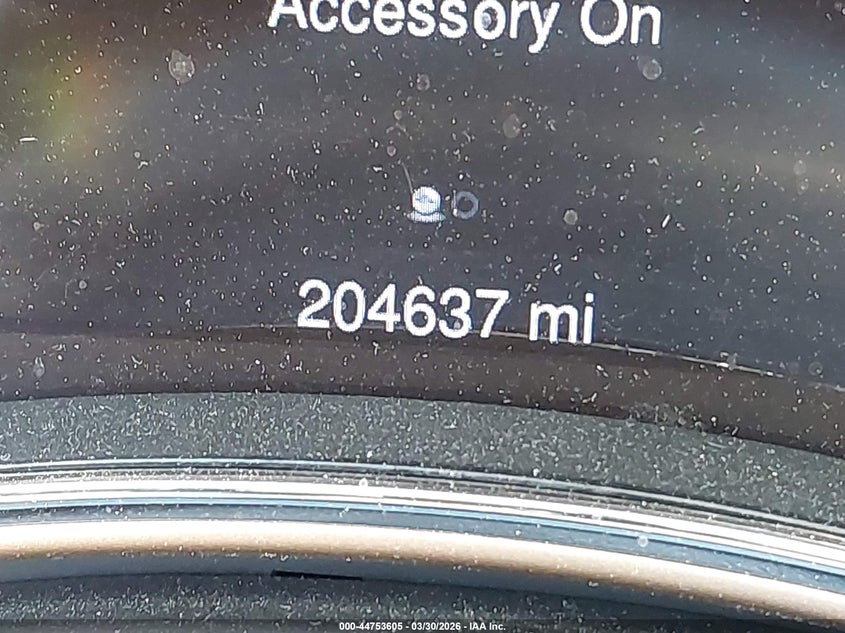 Accessory On
204637 mi
000-44753605 - 03/30/2026 - IAA Inc.